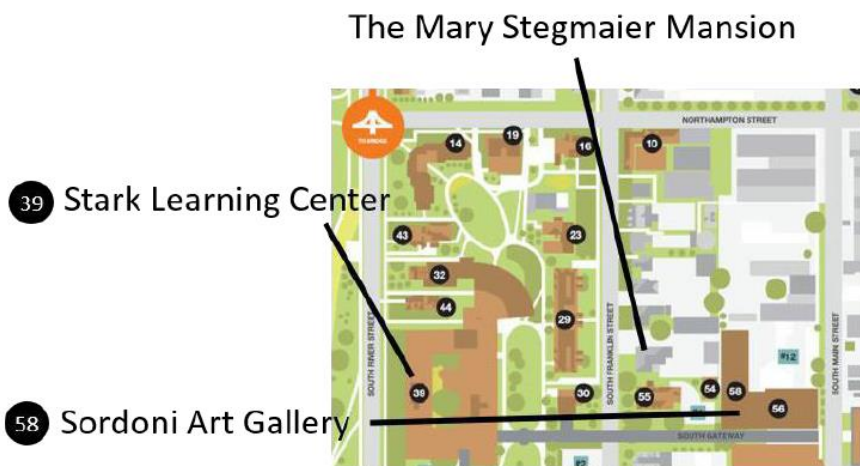 The Mary Stegmaier Mansion
NORTHAMPTON STREET
14
19
16
10
39 Stark Learning Center
43
23
32
44
29
SOUTH RIVER STREET
SOUTH FRANKLIN STREET
SOUTH MAIN STREET
#12
39
30
55
54
58
56
58 Sordoni Art Gallery
SOUTH GATEWAY